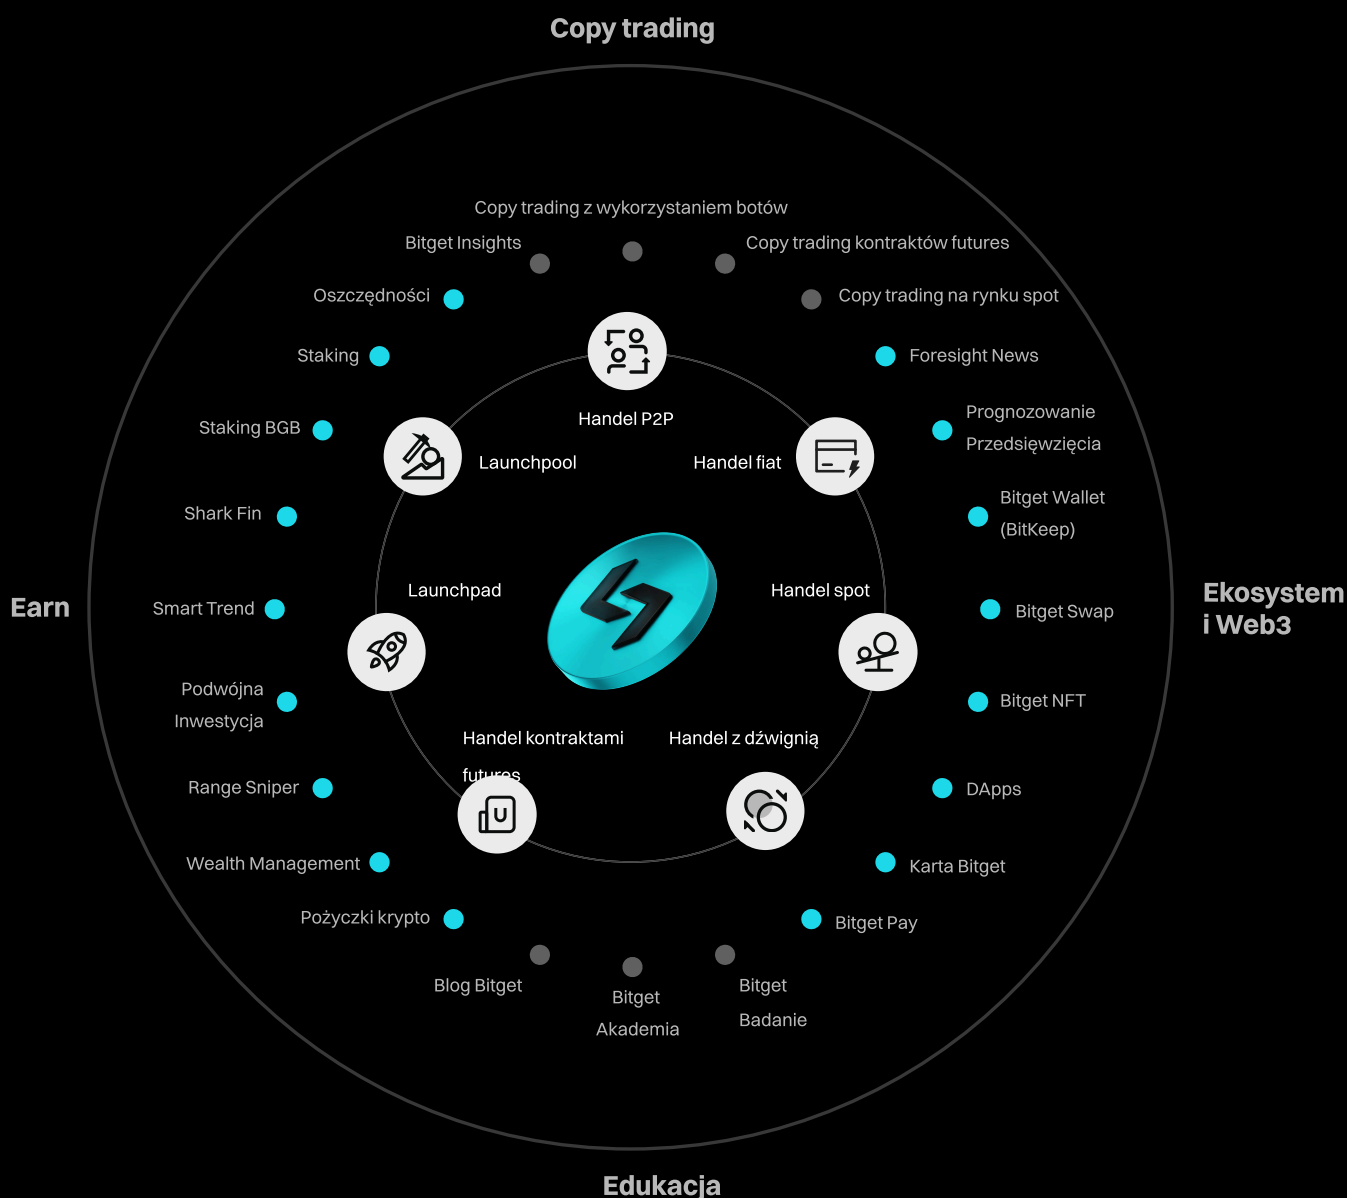 Copy trading
Copy trading z wykorzystaniem botów
Bitget Insights
Copy trading kontraktów futures
Oszczędności
Copy trading na rynku spot
Staking
Foresight News
Handel P2P
Prognozowanie
Przedsięwzięcia
Staking BGB
Launchpool
Handel fiat
Shark Fin
Bitget Wallet
(BitKeep)
Launchpad
Handel spot
Earn
Smart Trend
Bitget Swap
Ekosystem
i Web3
Podwójna
Inwestycja
Bitget NFT
Handel kontraktami
futures
Handel z dźwignią
Range Sniper
DApps
U
Wealth Management
Karta Bitget
Pożyczki krypto
Bitget Pay
Blog Bitget
Bitget
Akademia
Bitget
Badanie
Edukacja